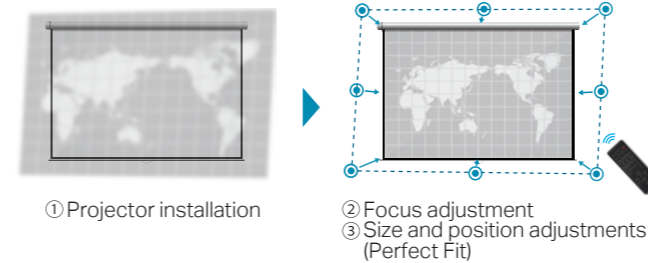 ①Projector installation
②Focus adjustment
③Size and position adjustments
(Perfect Fit)